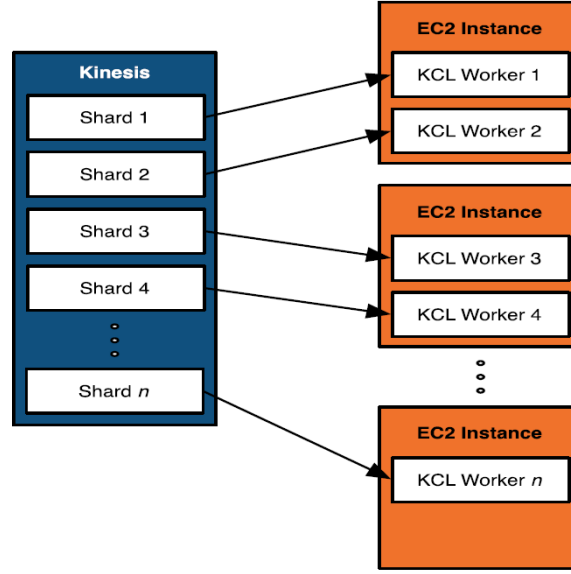 Kinesis
Shard 1
Shard 2
Shard 3
Shard 4
Shard n
EC2 Instance
KCL Worker 1
KCL Worker 2
EC2 Instance
KCL Worker 3
KCL Worker 4
EC2 Instance
KCL Worker n